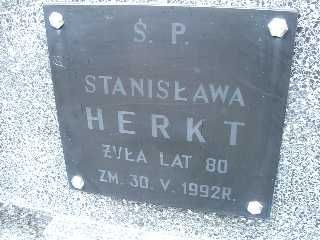 Ś. P.
STANISŁAWA
HERKT
ŻYŁA LAT 80
ZM. 30. V. 1992R.